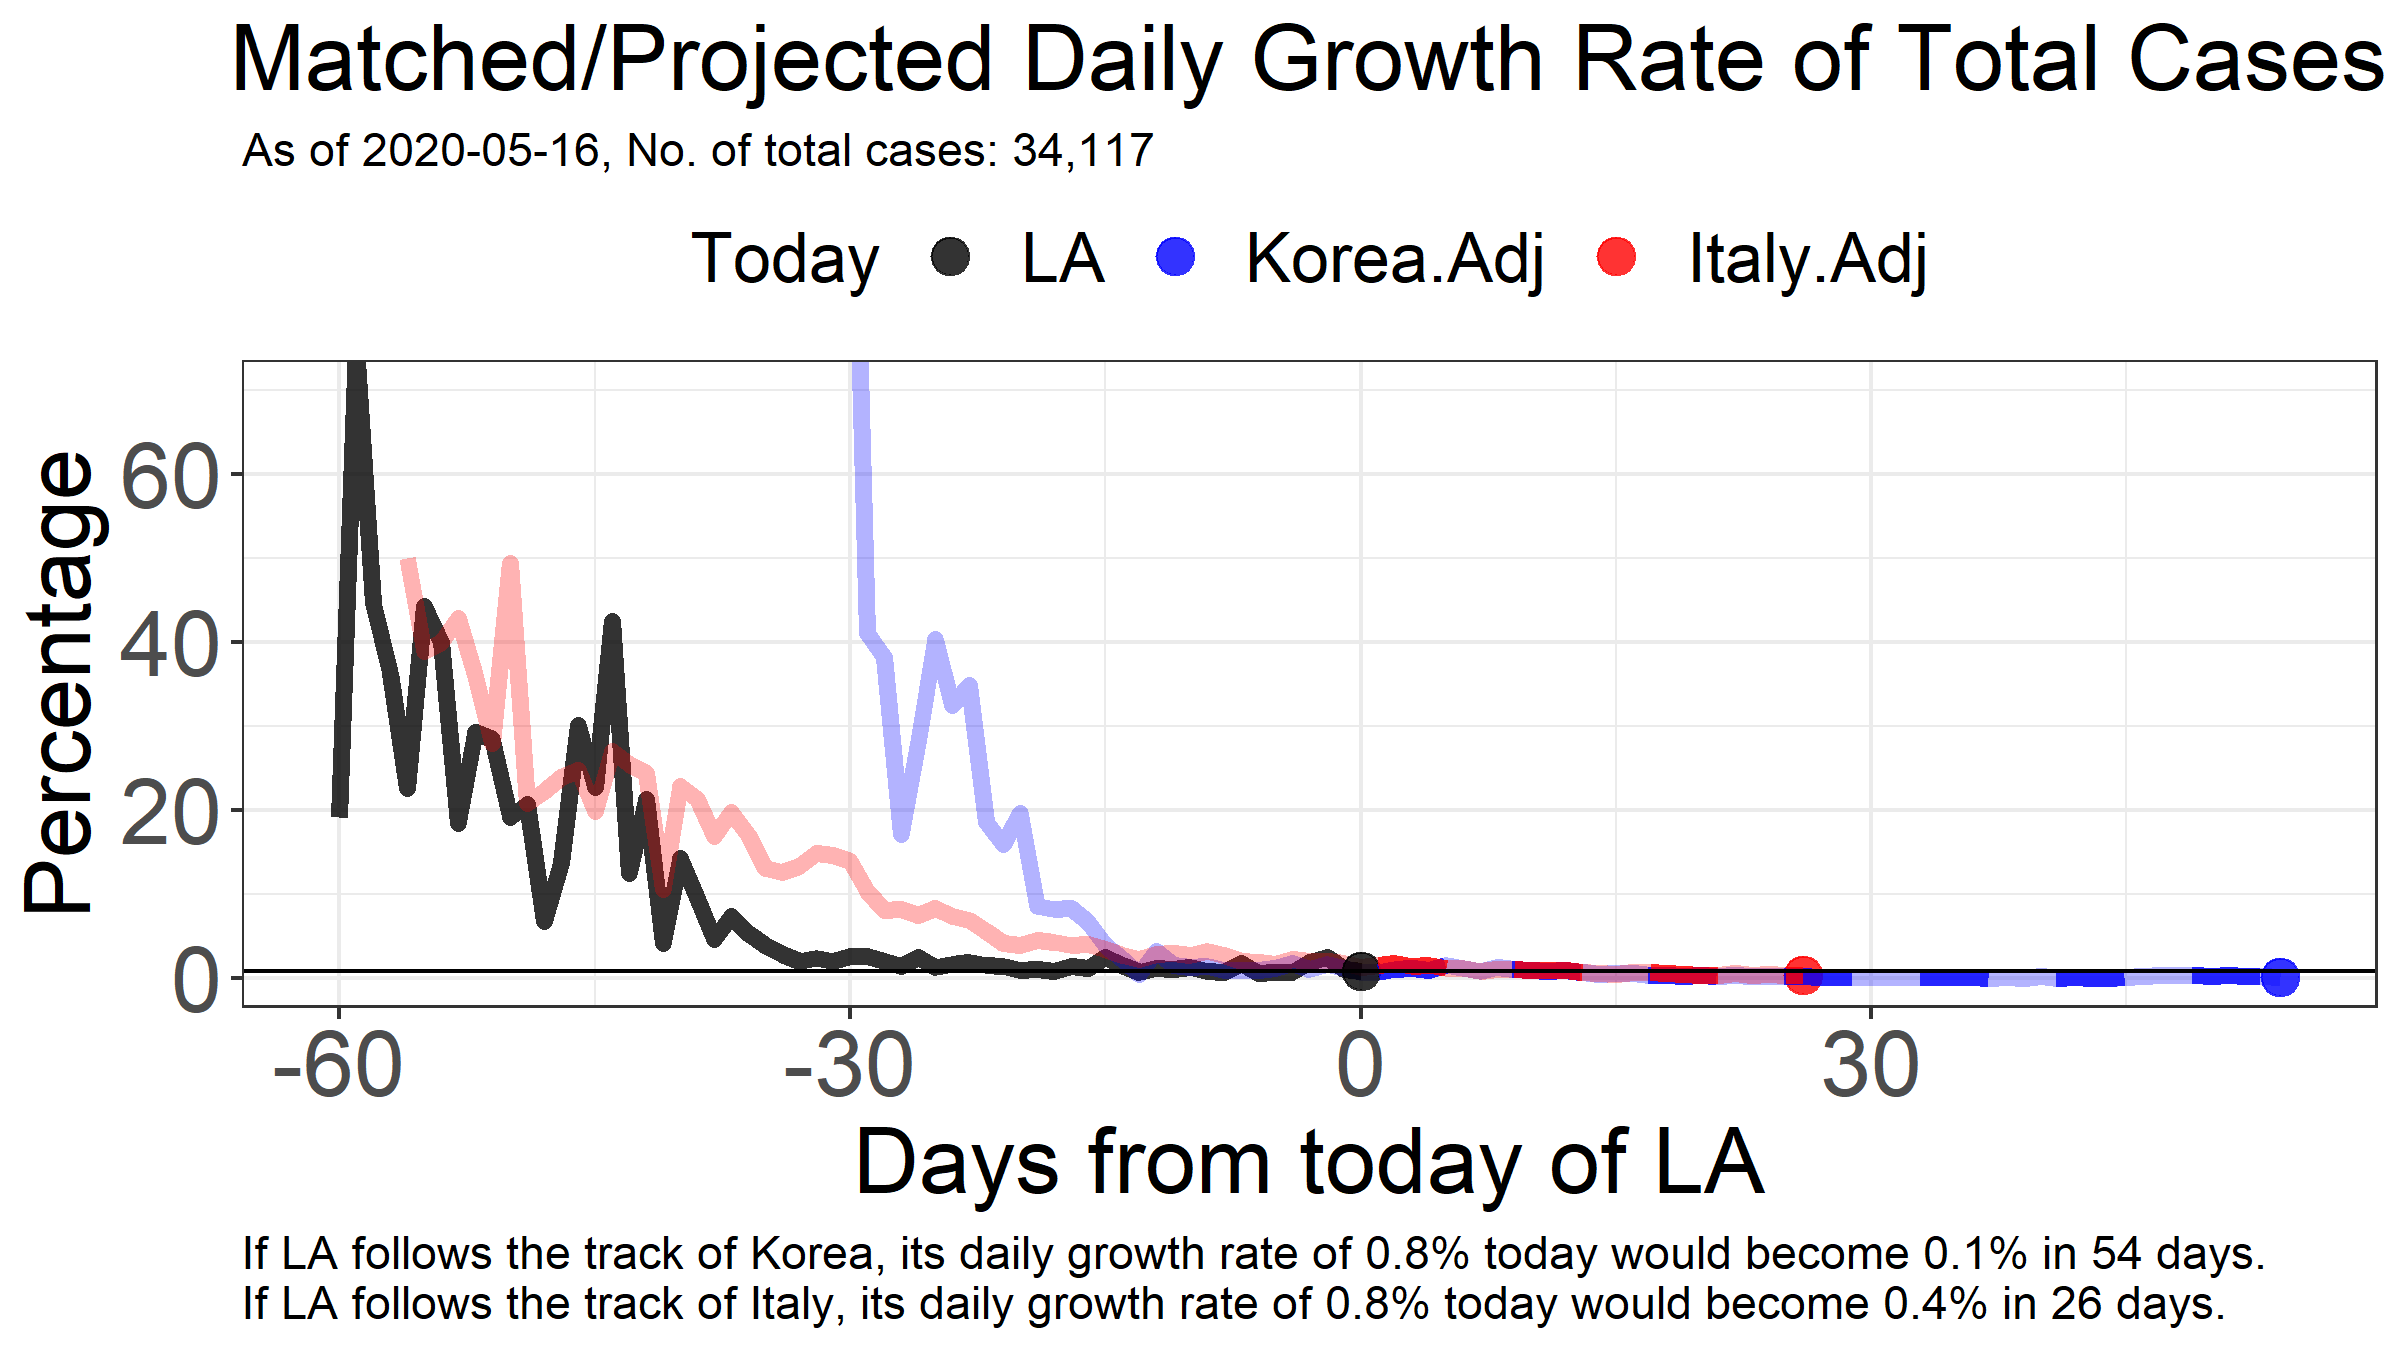 Matched/Projected Daily Growth Rate of Total Cases
As of 2020-05-16, No. of total cases: 34,117
Today LA Korea.Adj Italy.Adj
Percentage
60
40
20
0
-60 -30 0 30
Days from today of LA
If LA follows the track of Korea, its daily growth rate of 0.8% today would become 0.1% in 54 days.
If LA follows the track of Italy, its daily growth rate of 0.8% today would become 0.4% in 26 days.